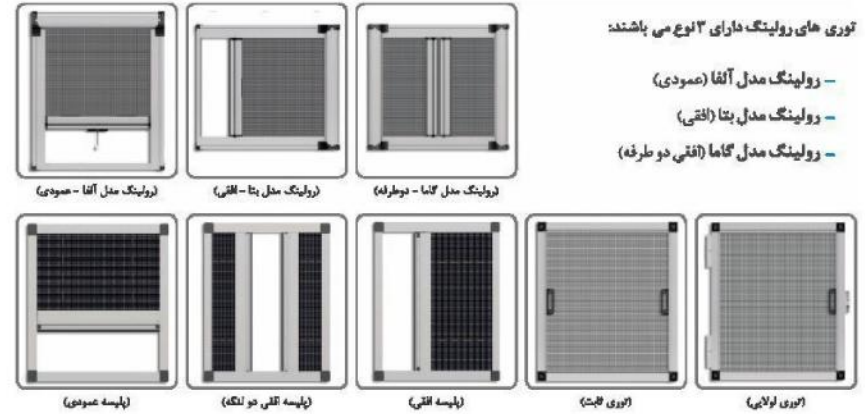 توری های رولینگ دارای ۳ نوع می باشند:
– رولینگ مدل آلفا (عمودی)
– رولینگ مدل بتا (افقی)
– رولینگ مدل گاما (افقی دو طرفه)
(رولینگ مدل گاما - دوطرفه)
(رولینگ مدل بتا - افقی)
(رولینگ مدل آلفا - عمودی)
(توری لولایی)
(توری ثابت)
(پلیسه افقی)
(پلیسه افقی دو لنگه)
(پلیسه عمودی)